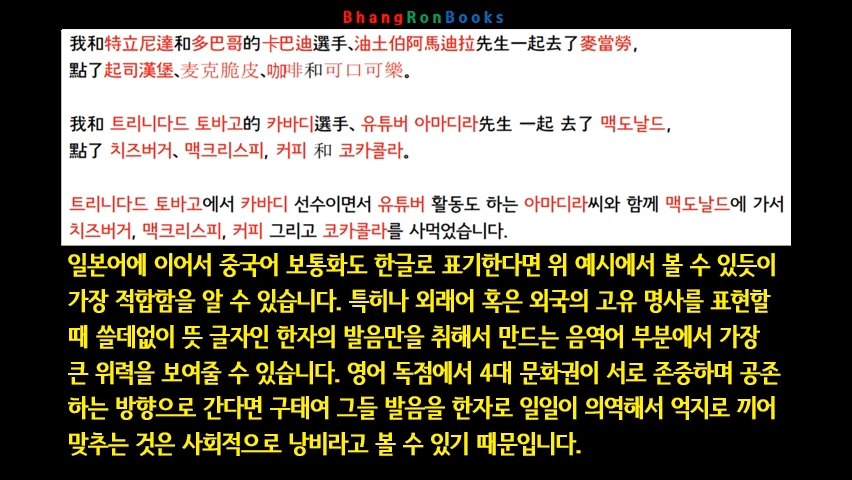 BhangRonBooks
我和特立尼達和多巴哥的卡巴迪選手、油土伯阿馬迪拉先生一起去了麥當勞,
點了起司漢堡、麦克脆皮、咖啡和可口可樂。
我和 트리니다드 토바고的 카바디選手、유튜버 아마디라先生 一起 去了 맥도날드,
點了 치즈버거、맥크리스피, 커피 和 코카콜라。
트리니다드 토바고에서 카바디 선수이면서 유튜버 활동도 하는 아마디라씨와 함께 맥도날드에 가서
치즈버거, 맥크리스피, 커피 그리고 코카콜라를 사먹었습니다.
일본어에 이어서 중국어 보통화도 한글로 표기한다면 위 예시에서 볼 수 있듯이
가장 적합함을 알 수 있습니다. 특히나 외래어 혹은 외국의 고유 명사를 표현할
때 쓸데없이 뜻 글자인 한자의 발음만을 취해서 만드는 음역어 부분에서 가장
큰 위력을 보여줄 수 있습니다. 영어 독점에서 4대 문화권이 서로 존중하며 공존
하는 방향으로 간다면 구태여 그들 발음을 한자로 일일이 의역해서 억지로 끼어
맞추는 것은 사회적으로 낭비라고 볼 수 있기 때문입니다.